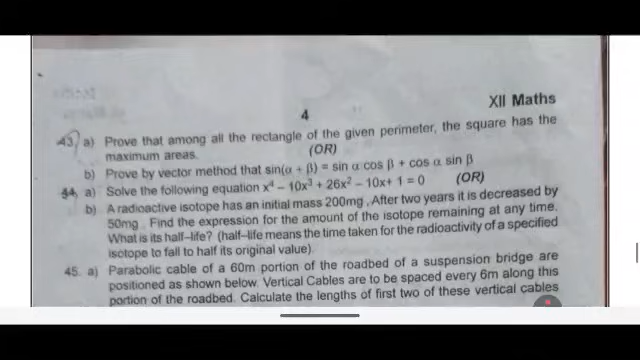 4
XII Maths
43. a) Prove that among all the rectangle of the given perimeter, the square has the
maximum areas.
(OR)
b) Prove by vector method that sin(α + β) = sin α cos β + cos α sin β
44. a) Solve the following equation x⁴ – 10x³ + 26x² – 10x+ 1 = 0 (OR)
b) A radioactive isotope has an initial mass 200mg, After two years it is decreased by
50mg. Find the expression for the amount of the isotope remaining at any time.
What is its half–life? (half–life means the time taken for the radioactivity of a specified
isotope to fall to half its original value).
45. a) Parabolic cable of a 60m portion of the roadbed of a suspension bridge are
positioned as shown below. Vertical Cables are to be spaced every 6m along this
portion of the roadbed. Calculate the lengths of first two of these vertical cables